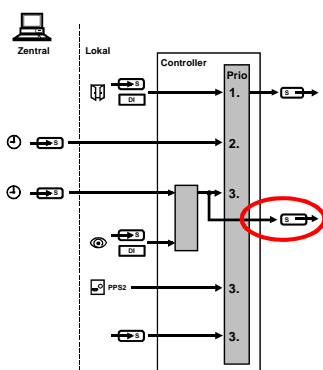 Zentral
Lokal
Controller
Prio
S
DI
1.
S
S
2.
S
3.
S
S
DI
PPS2
3.
S
3.